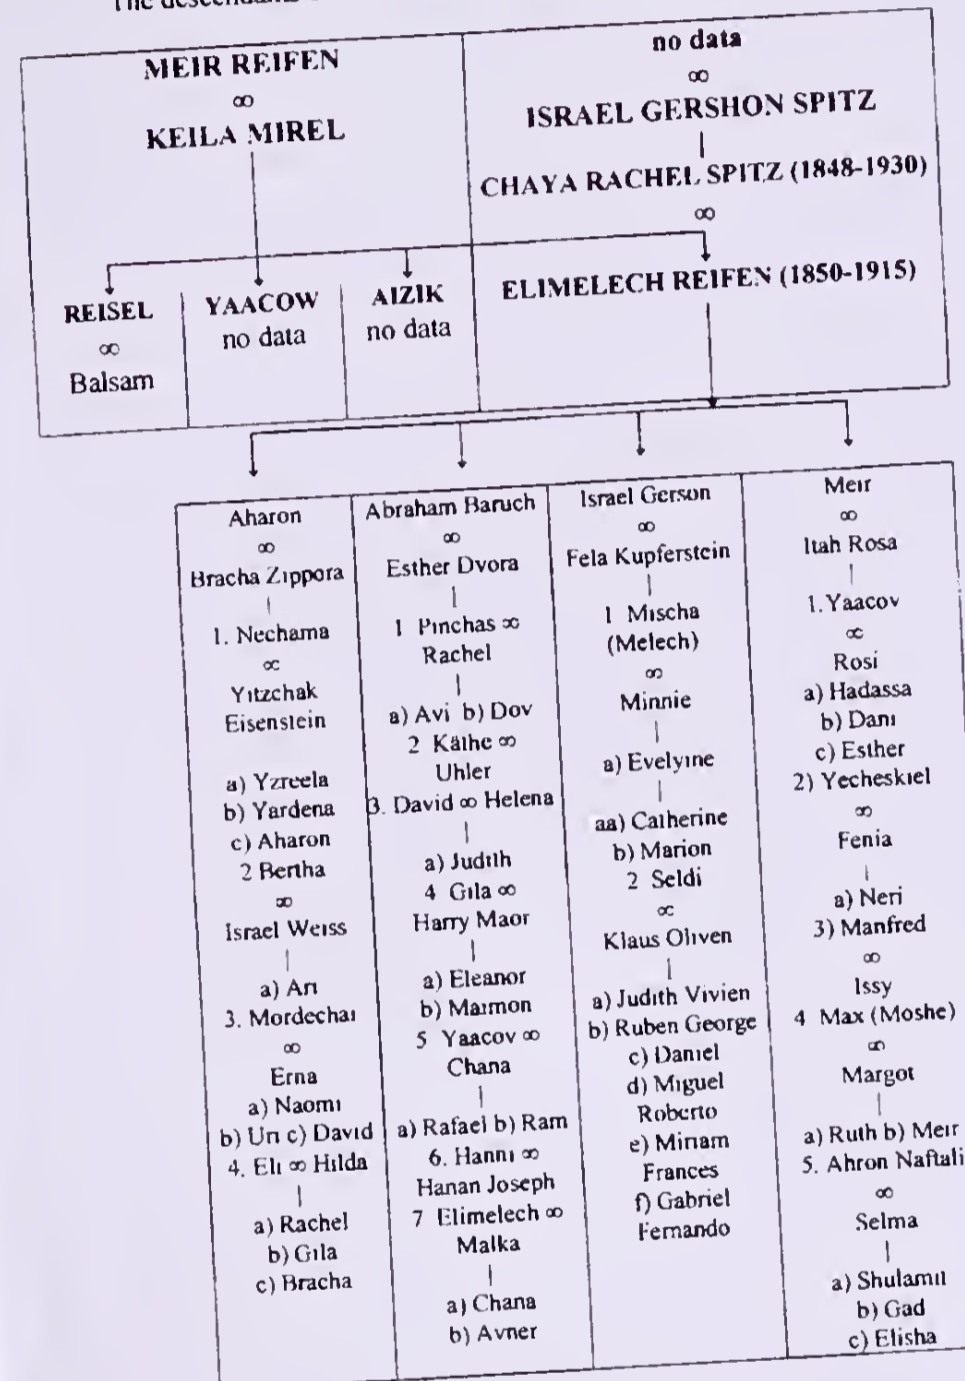 The descendants
MEIR REIFEN
∞
KEILA MIREL
no data
∞
ISRAEL GERSHON SPITZ
CHAYA RACHEL SPITZ (1848-1930)
∞
REISEL
∞
Balsam
YAACOW
no data
AIZIK
no data
ELIMELECH REIFEN (1850-1915)
Aharon
∞
Bracha Zippora
1. Nechama
∞
Yitzchak
Eisenstein
a) Yzreela
b) Yardena
c) Aharon
2 Bertha
∞
Israel Weiss
a) Ari
3. Mordechai
∞
Erna
a) Naomi
b) Uri c) David
4. Eli ∞ Hilda
a) Rachel
b) Gila
c) Bracha
Abraham Baruch
∞
Esther Dvora
1 Pinchas ∞
Rachel
a) Avi b) Dov
2 Käthe ∞
Uhler
3. David ∞ Helena
a) Judith
4 Gila ∞
Harry Maor
a) Eleanor
b) Maimon
5 Yaacov ∞
Chana
a) Rafael b) Ram
6. Hanni ∞
Hanan Joseph
7 Elimelech ∞
Malka
a) Chana
b) Avner
Israel Gerson
∞
Fela Kupferstein
1 Mischa
(Melech)
∞
Minnie
a) Evelyine
aa) Catherine
b) Marion
2 Seldi
∞
Klaus Oliven
a) Judith Vivien
b) Ruben George
c) Daniel
d) Miguel
Roberto
e) Miriam
Frances
f) Gabriel
Fernando
Meir
∞
Itah Rosa
1. Yaacov
∞
Rosi
a) Hadassa
b) Dani
c) Esther
2) Yecheskiel
∞
Fenia
a) Neri
3) Manfred
∞
Issy
4 Max (Moshe)
∞
Margot
a) Ruth b) Meir
5. Ahron Naftali
∞
Selma
a) Shulamit
b) Gad
c) Elisha